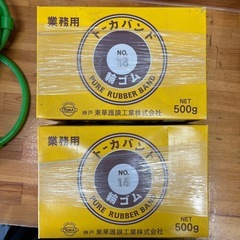 業務用
トーカバンド
NO.
輪ゴム
PURE RUBBER BAND
神戸 東華護謨工業株式会社
NET
500g
業務用
トーカバンド
NO.
輪ゴム
PURE RUBBER BAND
神戸 東華護謨工業株式会社
NET
500g